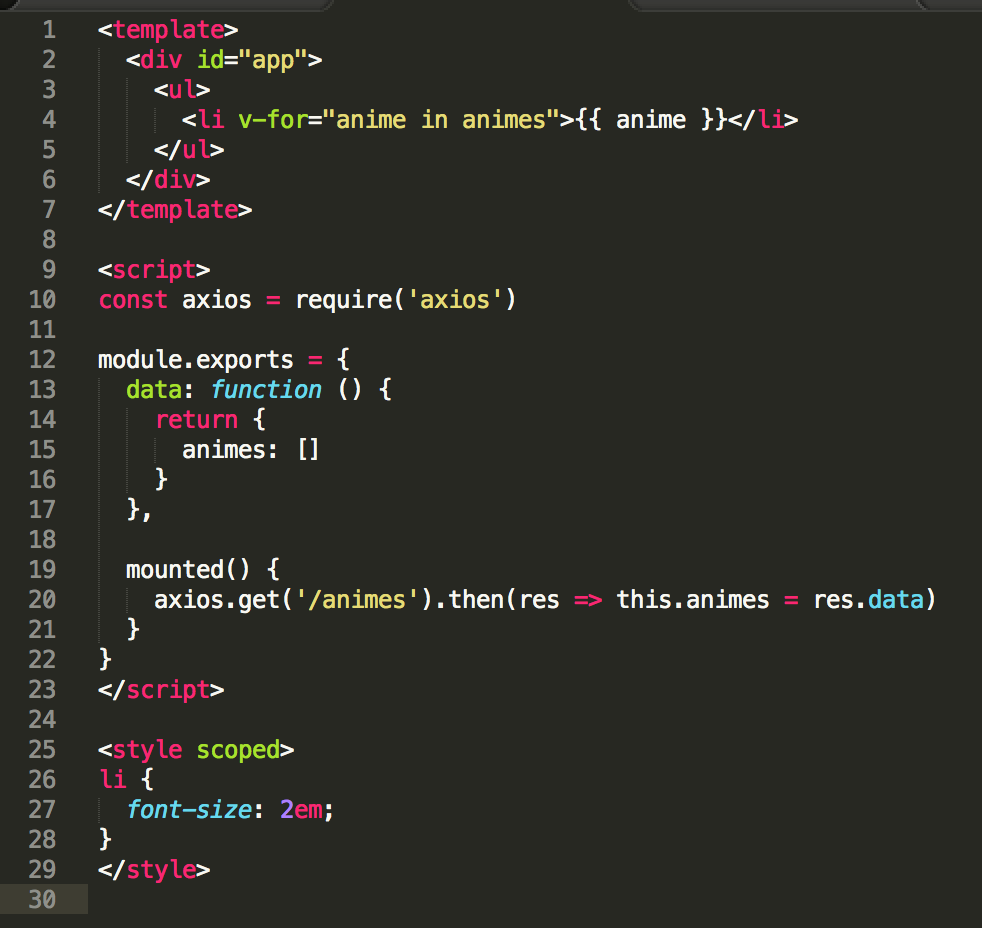 1 <template>
2   <div id="app">
3     <ul>
4       <li v-for="anime in animes">{{ anime }}</li>
5     </ul>
6   </div>
7 </template>
8
9 <script>
10 const axios = require('axios')
11
12 module.exports = {
13   data: function () {
14     return {
15       animes: []
16     }
17   },
18
19   mounted() {
20     axios.get('/animes').then(res => this.animes = res.data)
21   }
22 }
23 </script>
24
25 <style scoped>
26 li {
27   font-size: 2em;
28 }
29 </style>
30